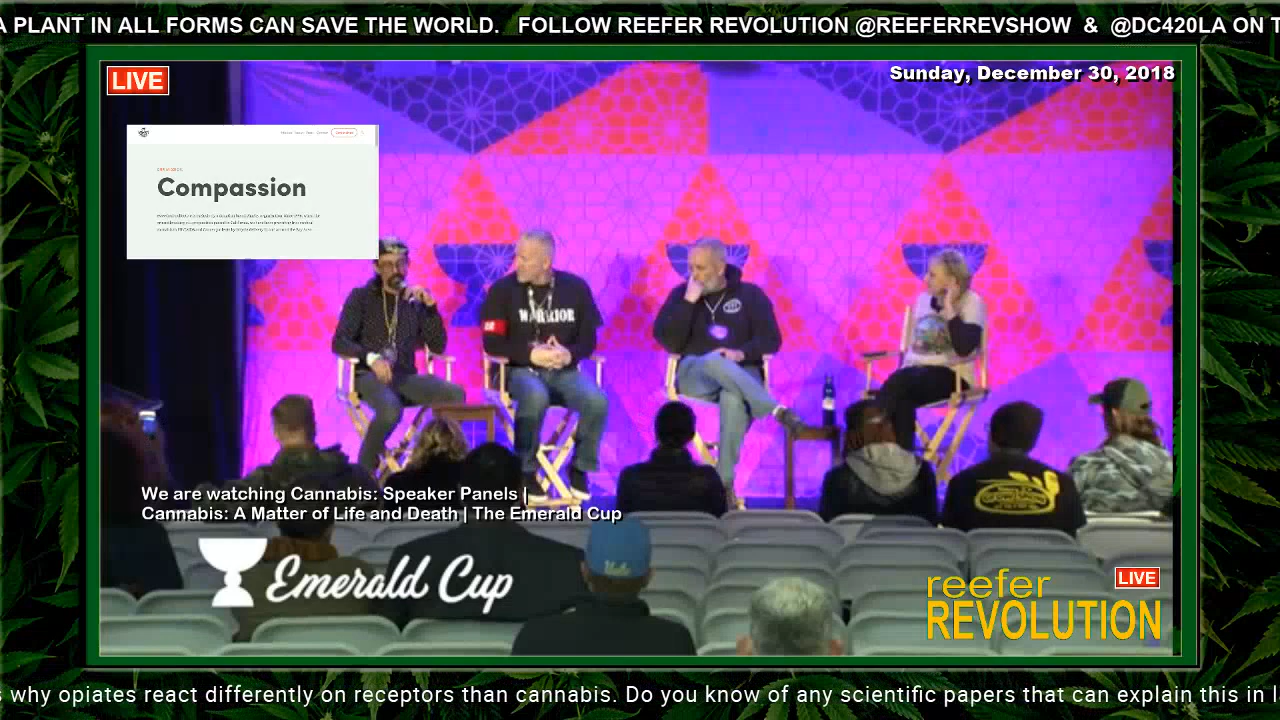 A PLANT IN ALL FORMS CAN SAVE THE WORLD. FOLLOW REEFER REVOLUTION @REEFERREVSHOW & @DC420LA ON T
LIVE
Sunday, December 30, 2018
Compassion
WARRIOR
We are watching Cannabis: Speaker Panels |
Cannabis: A Matter of Life and Death | The Emerald Cup
Emerald Cup
reefer
LIVE
REVOLUTION
s why opiates react differently on receptors than cannabis. Do you know of any scientific papers that can explain this in l